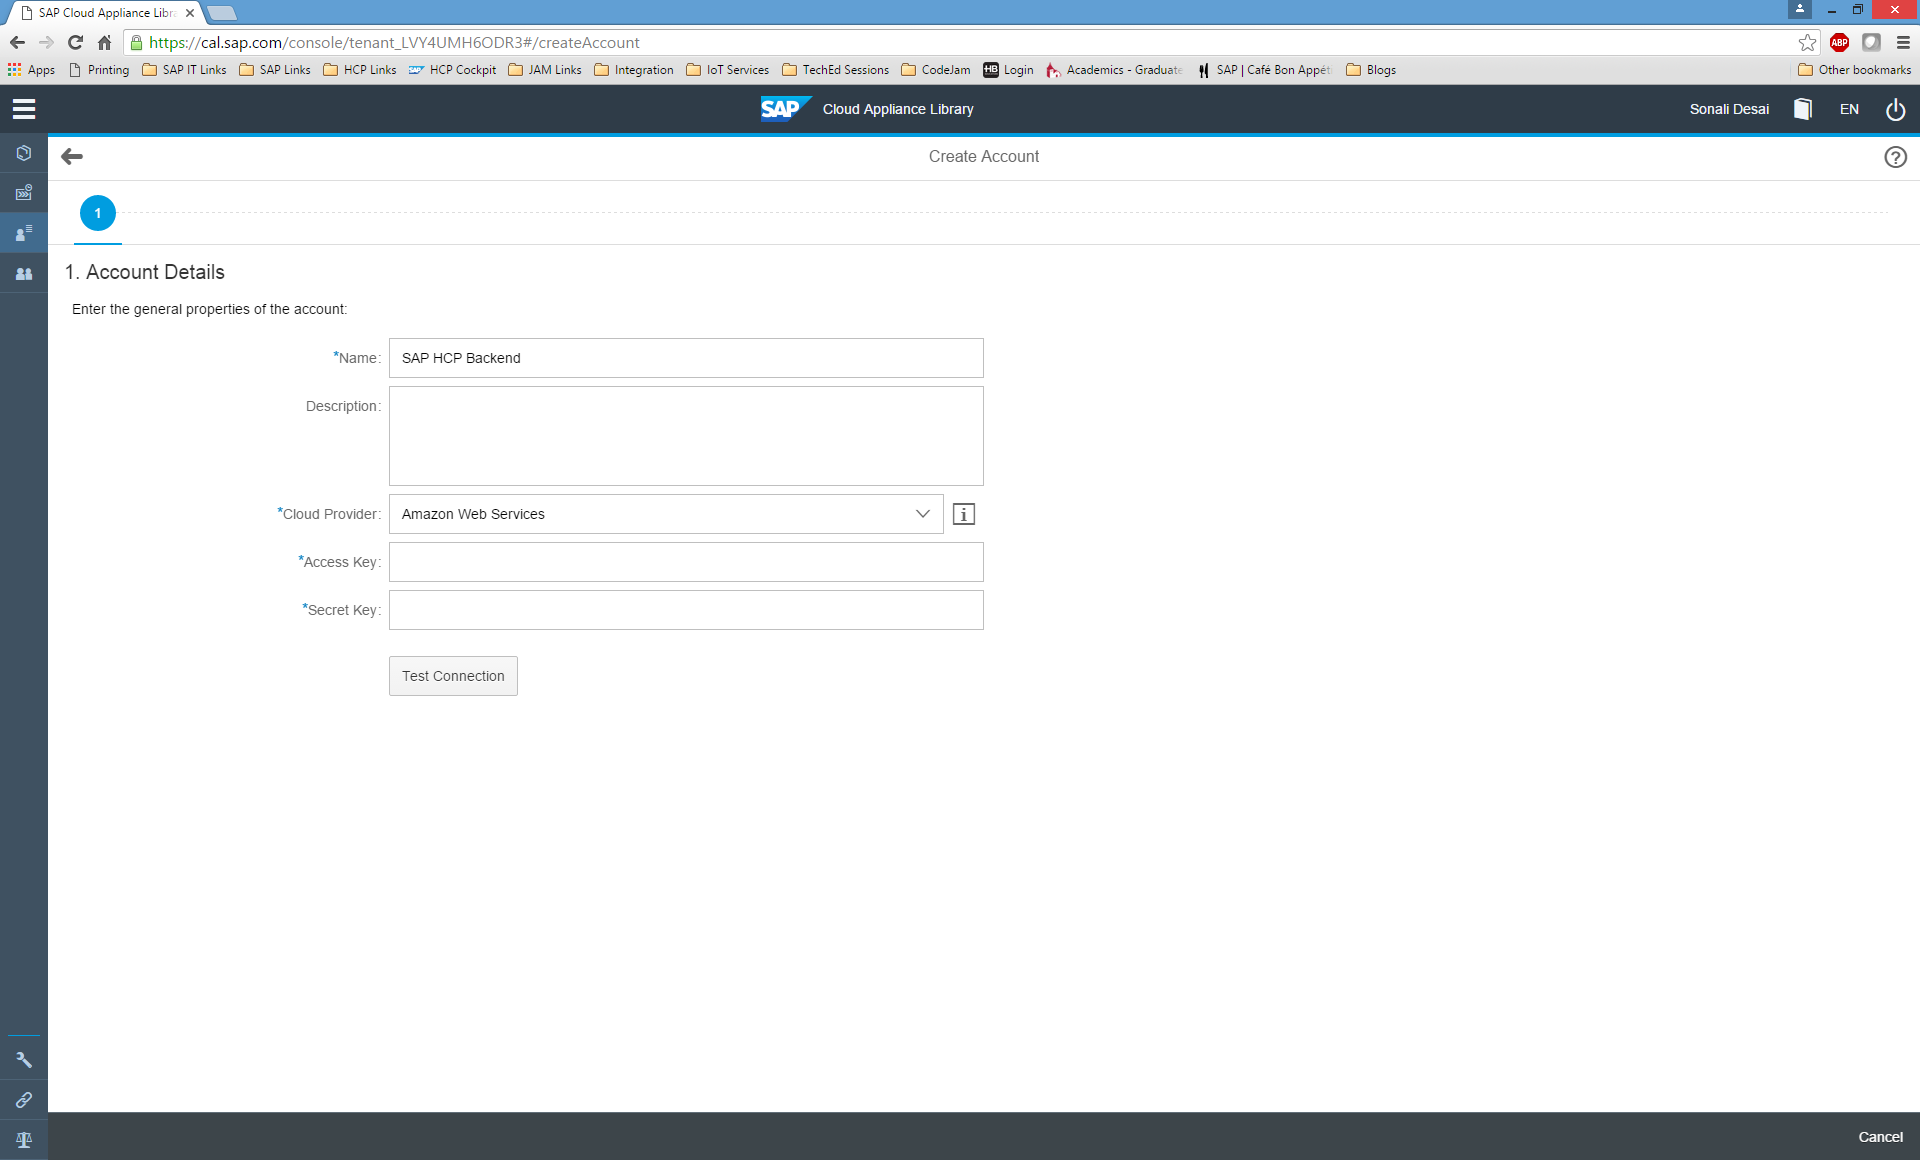 SAP Cloud Appliance Libra
https://cal.sap.com/console/tenant_LVY4UMH6ODR3#/createAccount
ABP
Apps Printing SAP IT Links SAP Links HCP Links HCP Cockpit JAM Links Integration IoT Services TechEd Sessions CodeJam HB Login Academics - Graduate SAP | Café Bon Appét Blogs Other bookmarks
SAP Cloud Appliance Library Sonali Desai EN
Create Account
1
1. Account Details
Enter the general properties of the account:
*Name: SAP HCP Backend
Description:
*Cloud Provider: Amazon Web Services
*Access Key:
*Secret Key:
Test Connection
Cancel